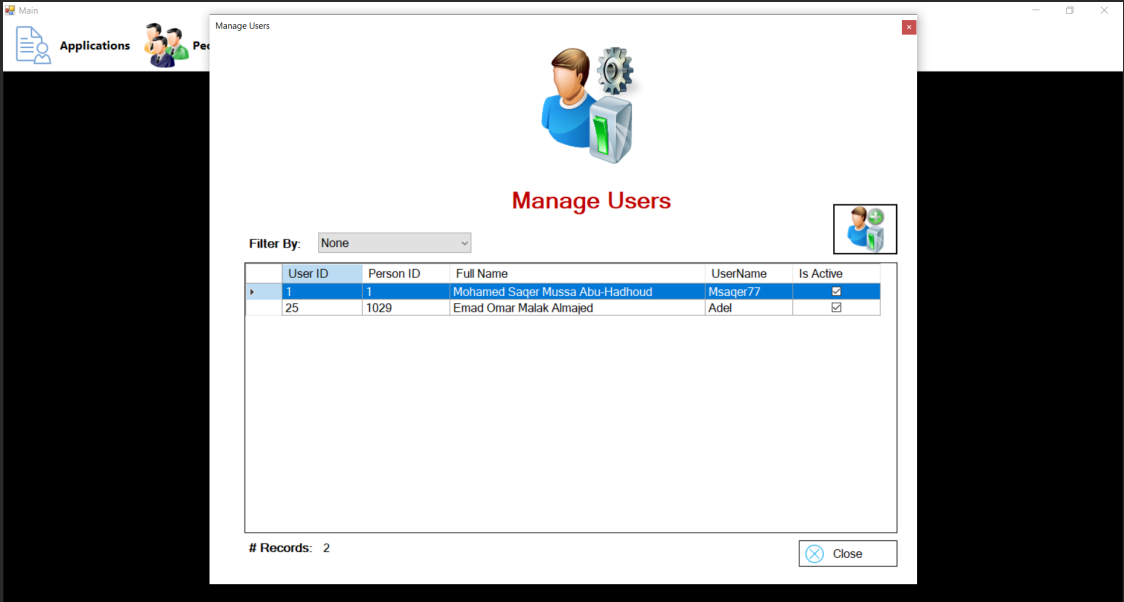 Main
Applications
Peo
Manage Users
Manage Users
Filter By: None
User ID Person ID Full Name UserName Is Active
1 1 Mohamed Saqer Mussa Abu-Hadhoud Msaqer77
25 1029 Emad Omar Malak Almajed Adel
# Records: 2
Close